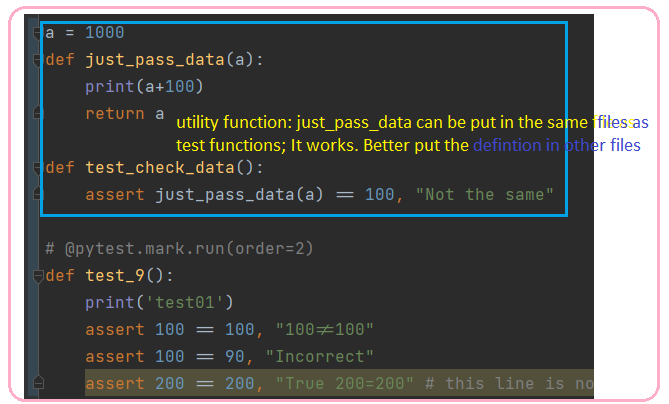 a = 1000
def just_pass_data(a):
print(a+100)
return a
utility function: just_pass_data can be put in the same ffiles as
test functions; It works. Better put the defintion in other files
def test_check_data():
assert just_pass_data(a) == 100, "Not the same"
# @pytest.mark.run(order=2)
def test_9():
print('test01')
assert 100 == 100, "100≠100"
assert 100 == 90, "Incorrect"
assert 200 == 200, "True 200=200" # this line is no